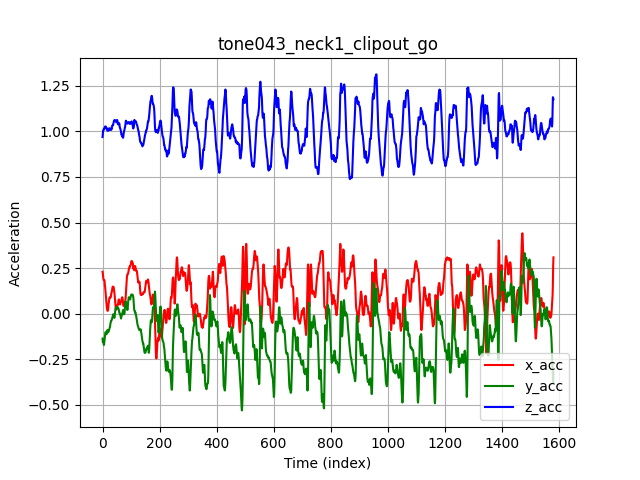 tone043_neck1_clipout_go
Acceleration
1.25
1.00
0.75
0.50
0.25
0.00
−0.25
−0.50
x_acc
y_acc
z_acc
0 200 400 600 800 1000 1200 1400 1600
Time (index)